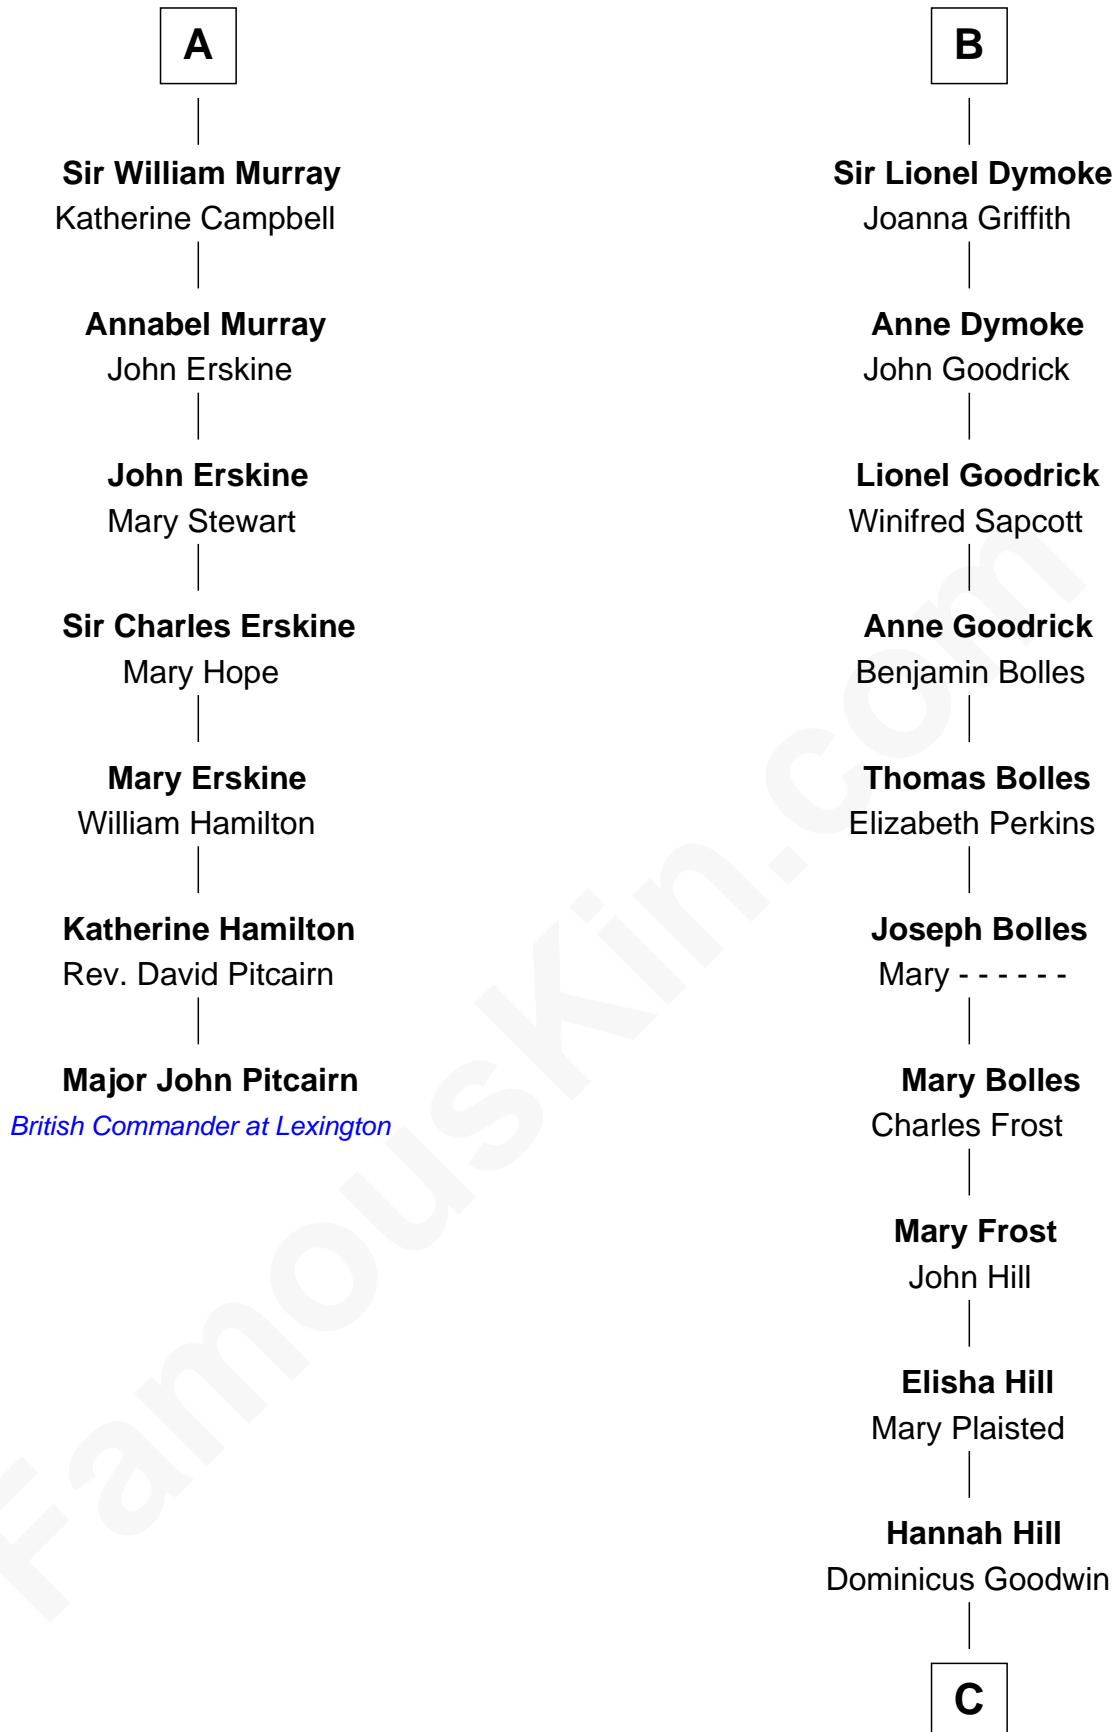 A
Sir William Murray
Katherine Campbell
Annabel Murray
John Erskine
John Erskine
Mary Stewart
Sir Charles Erskine
Mary Hope
Mary Erskine
William Hamilton
Katherine Hamilton
Rev. David Pitcairn
Major John Pitcairn
British Commander at Lexington
B
Sir Lionel Dymoke
Joanna Griffith
Anne Dymoke
John Goodrick
Lionel Goodrick
Winifred Sapcott
Anne Goodrick
Benjamin Bolles
Thomas Bolles
Elizabeth Perkins
Joseph Bolles
Mary - - - - - -
Mary Bolles
Charles Frost
Mary Frost
John Hill
Elisha Hill
Mary Plaisted
Hannah Hill
Dominicus Goodwin
C
FamousKin.com